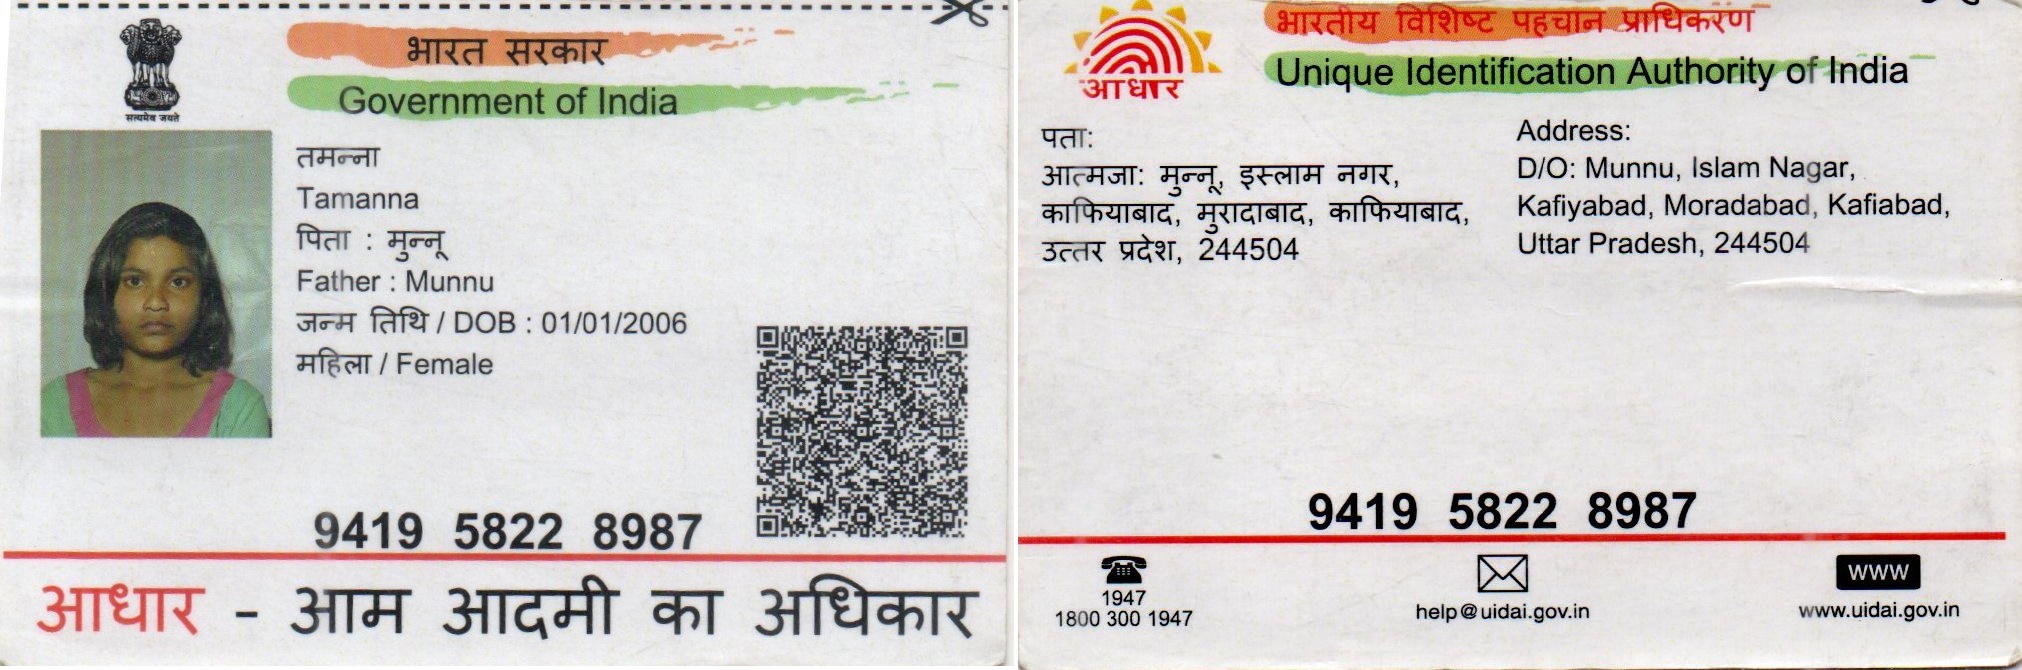 भारत सरकार
Government of India
सत्यमेव जयते
तमन्ना
Tamanna
पिता : मुन्नू
Father : Munnu
जन्म तिथि / DOB : 01/01/2006
महिला / Female
9419 5822 8987
आधार - आम आदमी का अधिकार
भारतीय विशिष्ट पहचान प्राधिकरण
Unique Identification Authority of India
आधार
पता:
आत्मजा: मुन्नू, इस्लाम नगर,
काफियाबाद, मुरादाबाद, काफियाबाद,
उत्तर प्रदेश, 244504
Address:
D/O: Munnu, Islam Nagar,
Kafiyabad, Moradabad, Kafiabad,
Uttar Pradesh, 244504
9419 5822 8987
1947
1800 300 1947
help@uidai.gov.in
www
www.uidai.gov.in